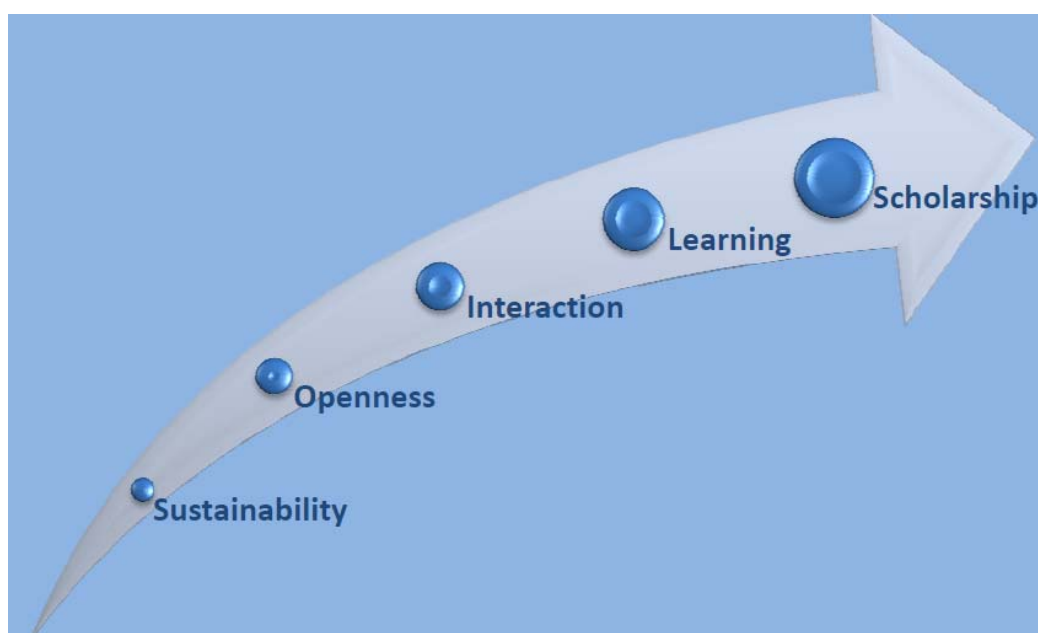 Scholarship
Learning
Interaction
Openness
Sustainability